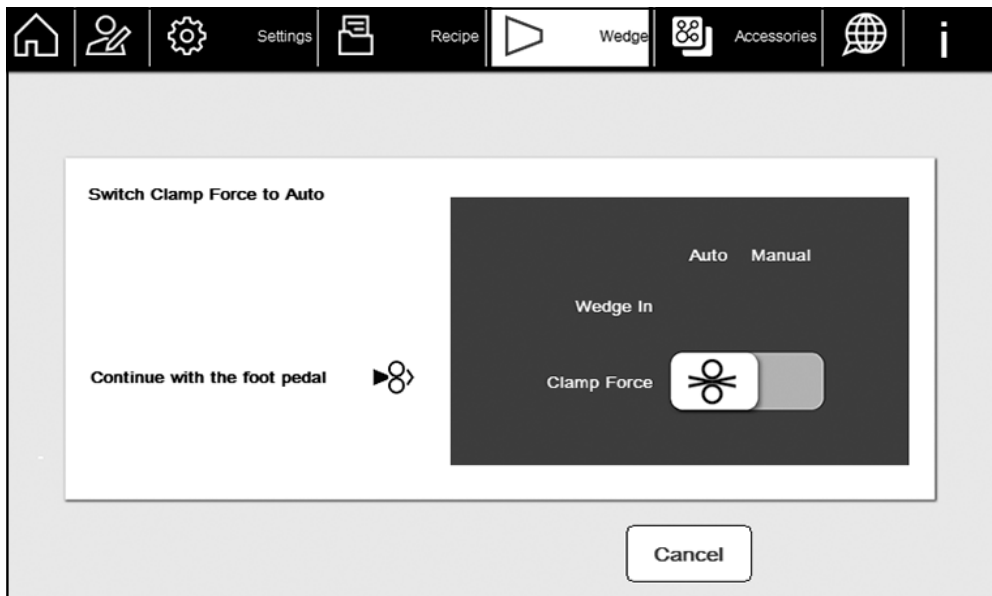 Settings Recipe Wedge Accessories i
Switch Clamp Force to Auto
Auto Manual
Wedge In
Continue with the foot pedal
Clamp Force
Cancel